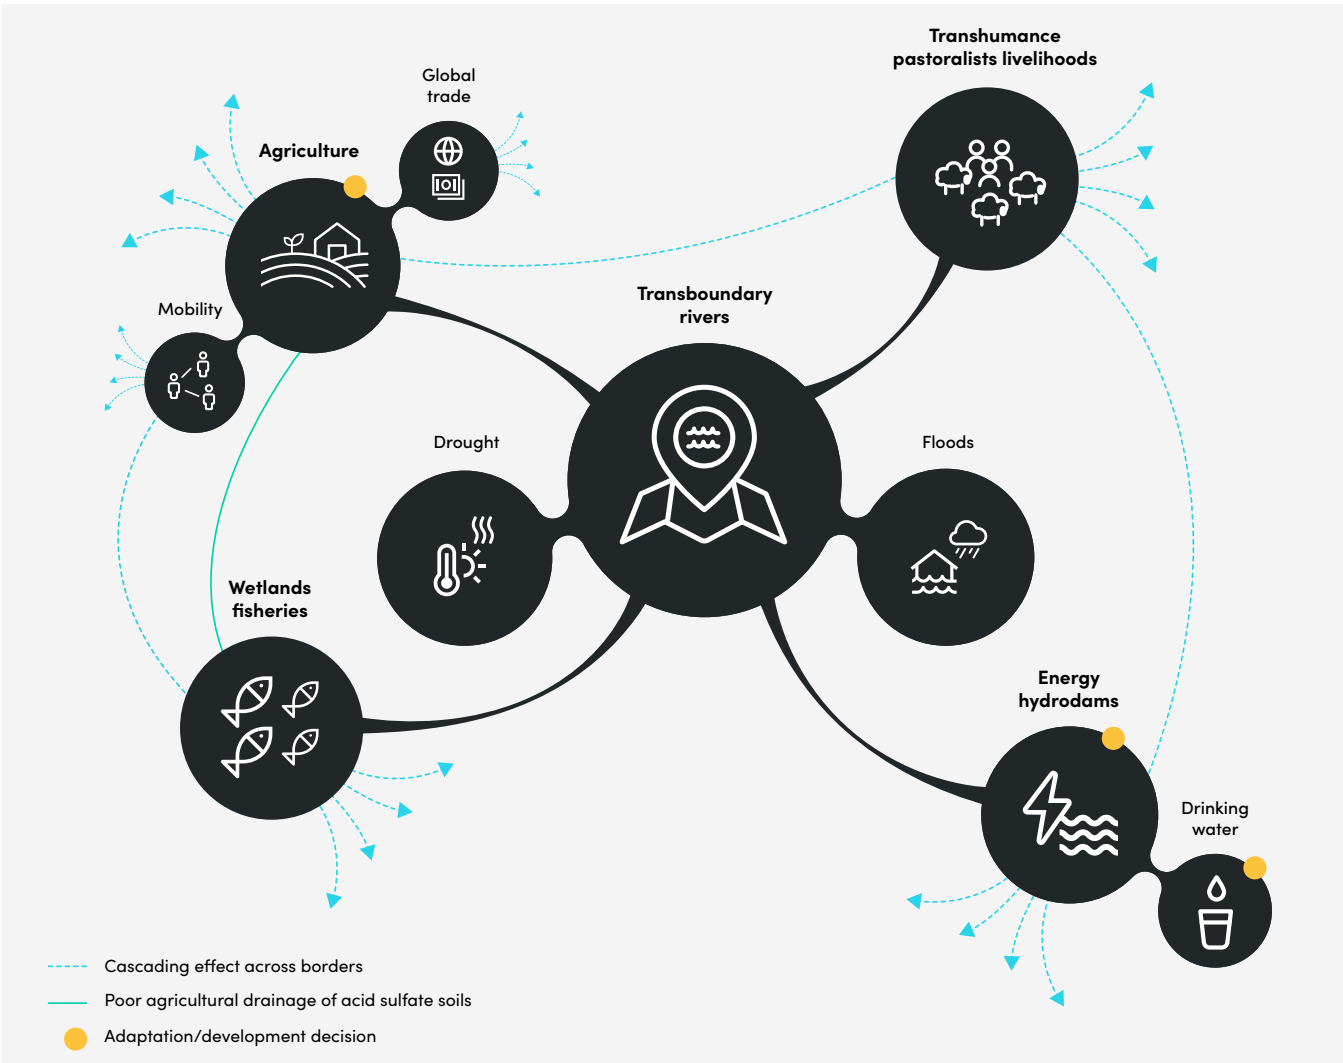 Transhumance
pastoralists livelihoods
Global
trade
Agriculture
Transboundary
rivers
Mobility
Drought
Floods
Wetlands
fisheries
Energy
hydrodams
Drinking
water
Cascading effect across borders
Poor agricultural drainage of acid sulfate soils
Adaptation/development decision